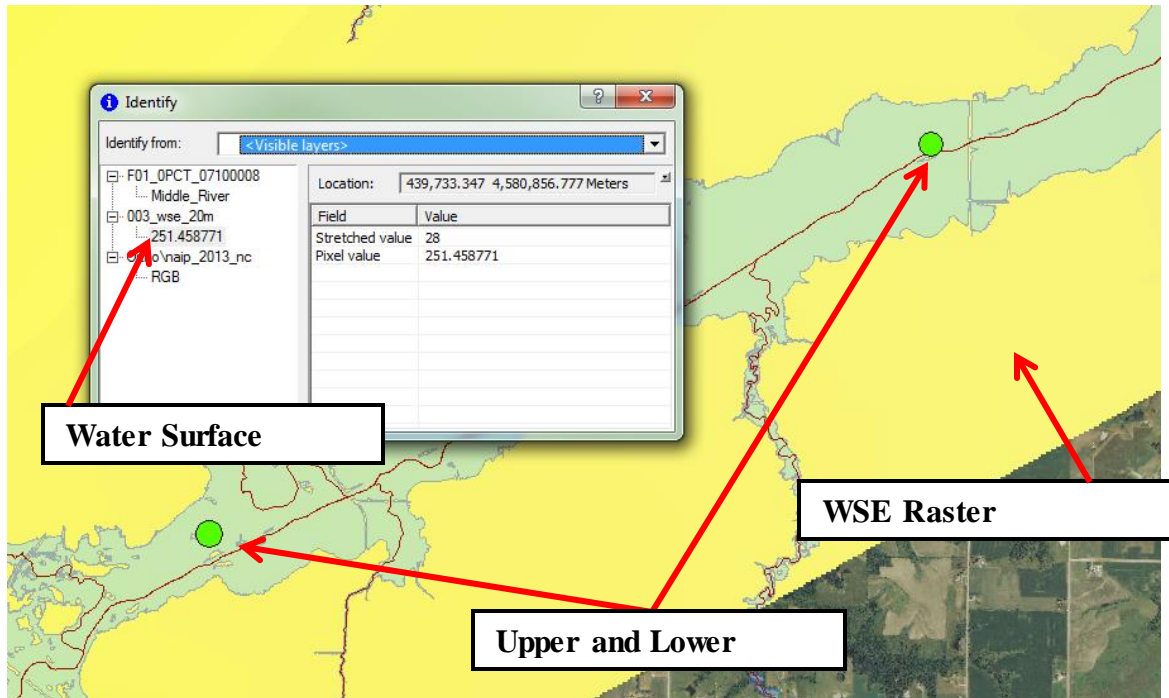 Identify
Identify from: <Visible layers>
F01_0PCT_07100008
Middle_River
003_wse_20m
251.458771
\naip_2013_nc
RGB
Location: 439,733.347 4,580,856.777 Meters
Field Value
Stretched value 28
Pixel value 251.458771
Water Surface
WSE Raster
Upper and Lower